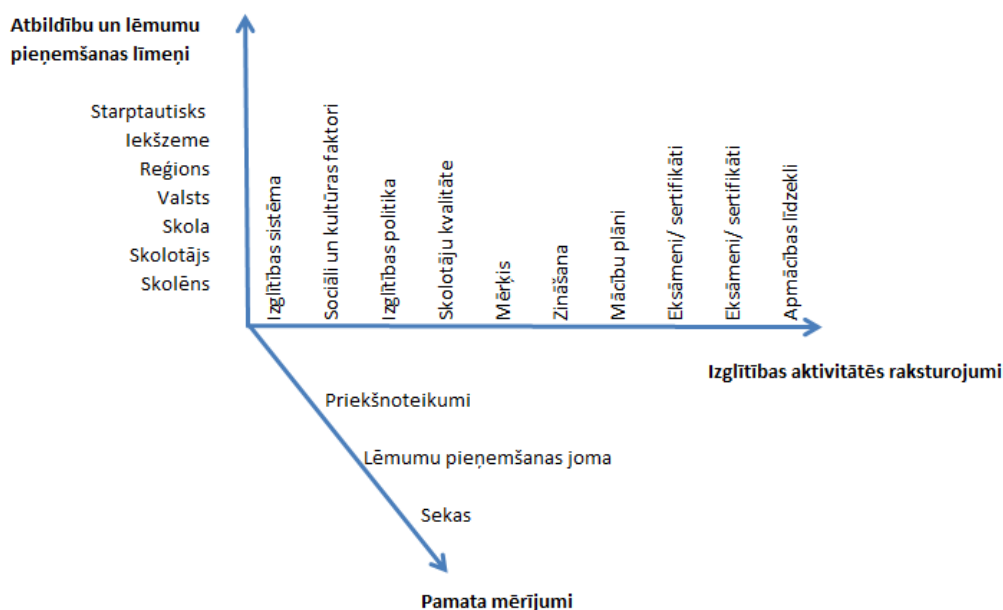 Atbildību un lēmumu
pieņemšanas līmeņi
Starptautisks
Iekšzeme
Reģions
Valsts
Skola
Skolotājs
Skolēns
Izglītības sistēma
Sociāli un kultūras faktori
Izglītības politika
Skolotāju kvalitāte
Mērķis
Zināšana
Mācību plāni
Eksāmeni/ sertifikāti
Eksāmeni/ sertifikāti
Apmācības līdzekli
Izglītības aktivitātēs raksturojumi
Priekšnoteikumi
Lēmumu pieņemšanas joma
Sekas
Pamata mērījumi